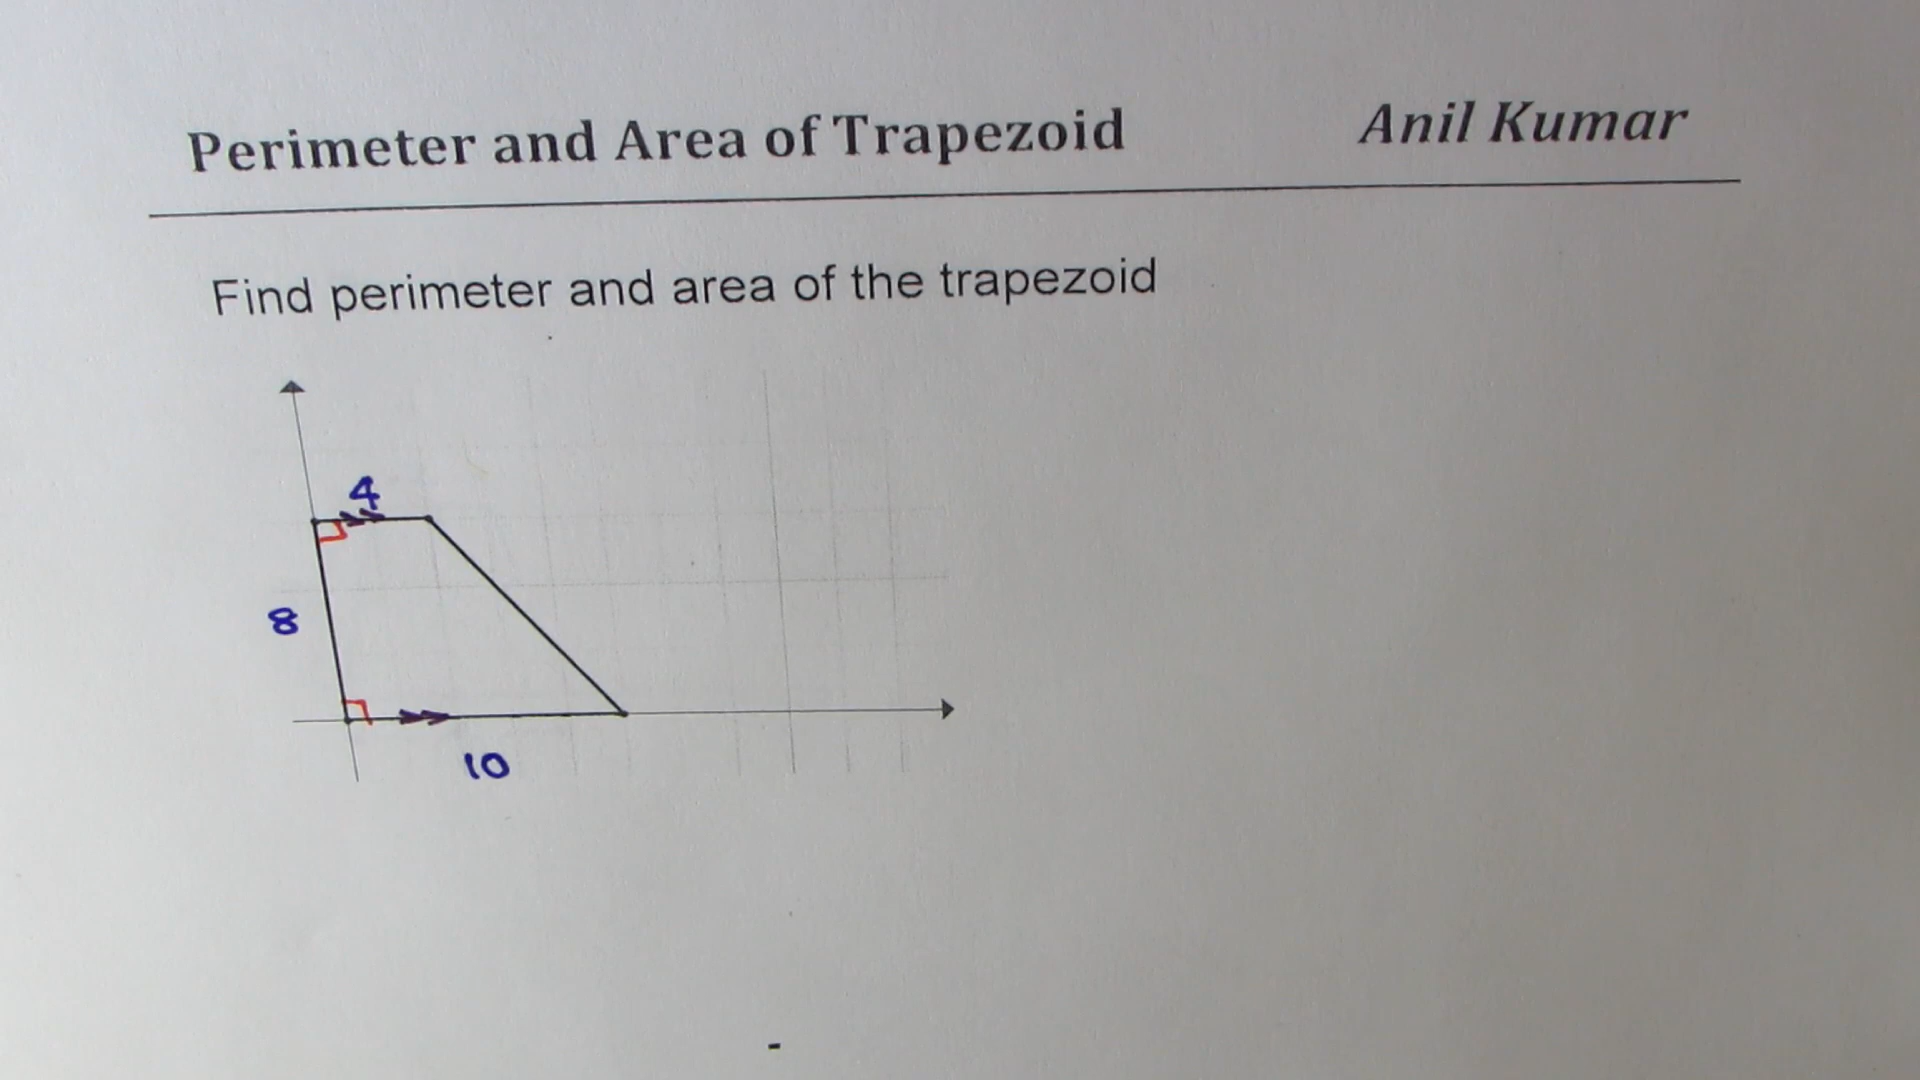 Perimeter and Area of Trapezoid Anil Kumar
Find perimeter and area of the trapezoid
4
8
10